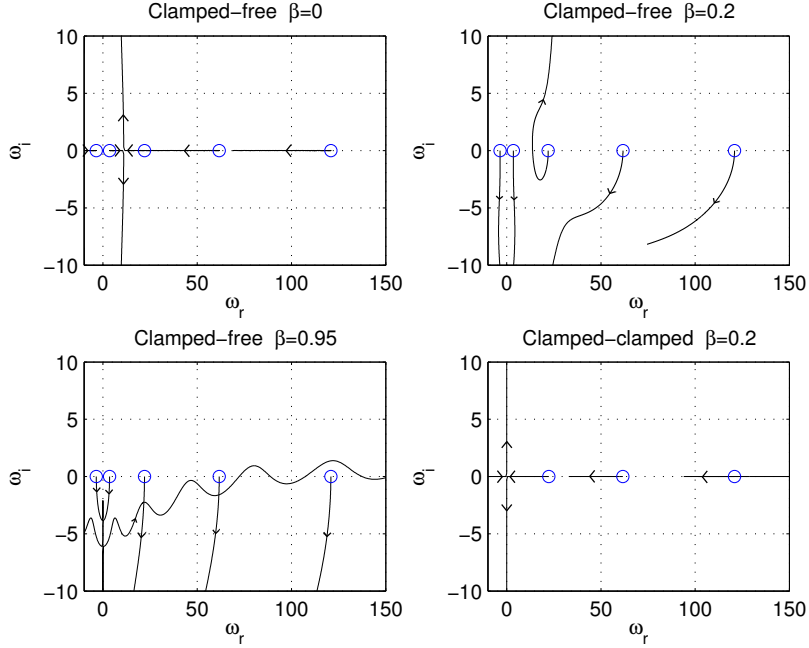 Clamped−free β=0
10
5
0
−5
−10
ω_i
0 50 100 150
ω_r
Clamped−free β=0.2
10
5
0
−5
−10
ω_i
0 50 100 150
ω_r
Clamped−free β=0.95
10
5
0
−5
−10
ω_i
0 50 100 150
ω_r
Clamped−clamped β=0.2
10
5
0
−5
−10
ω_i
0 50 100 150
ω_r